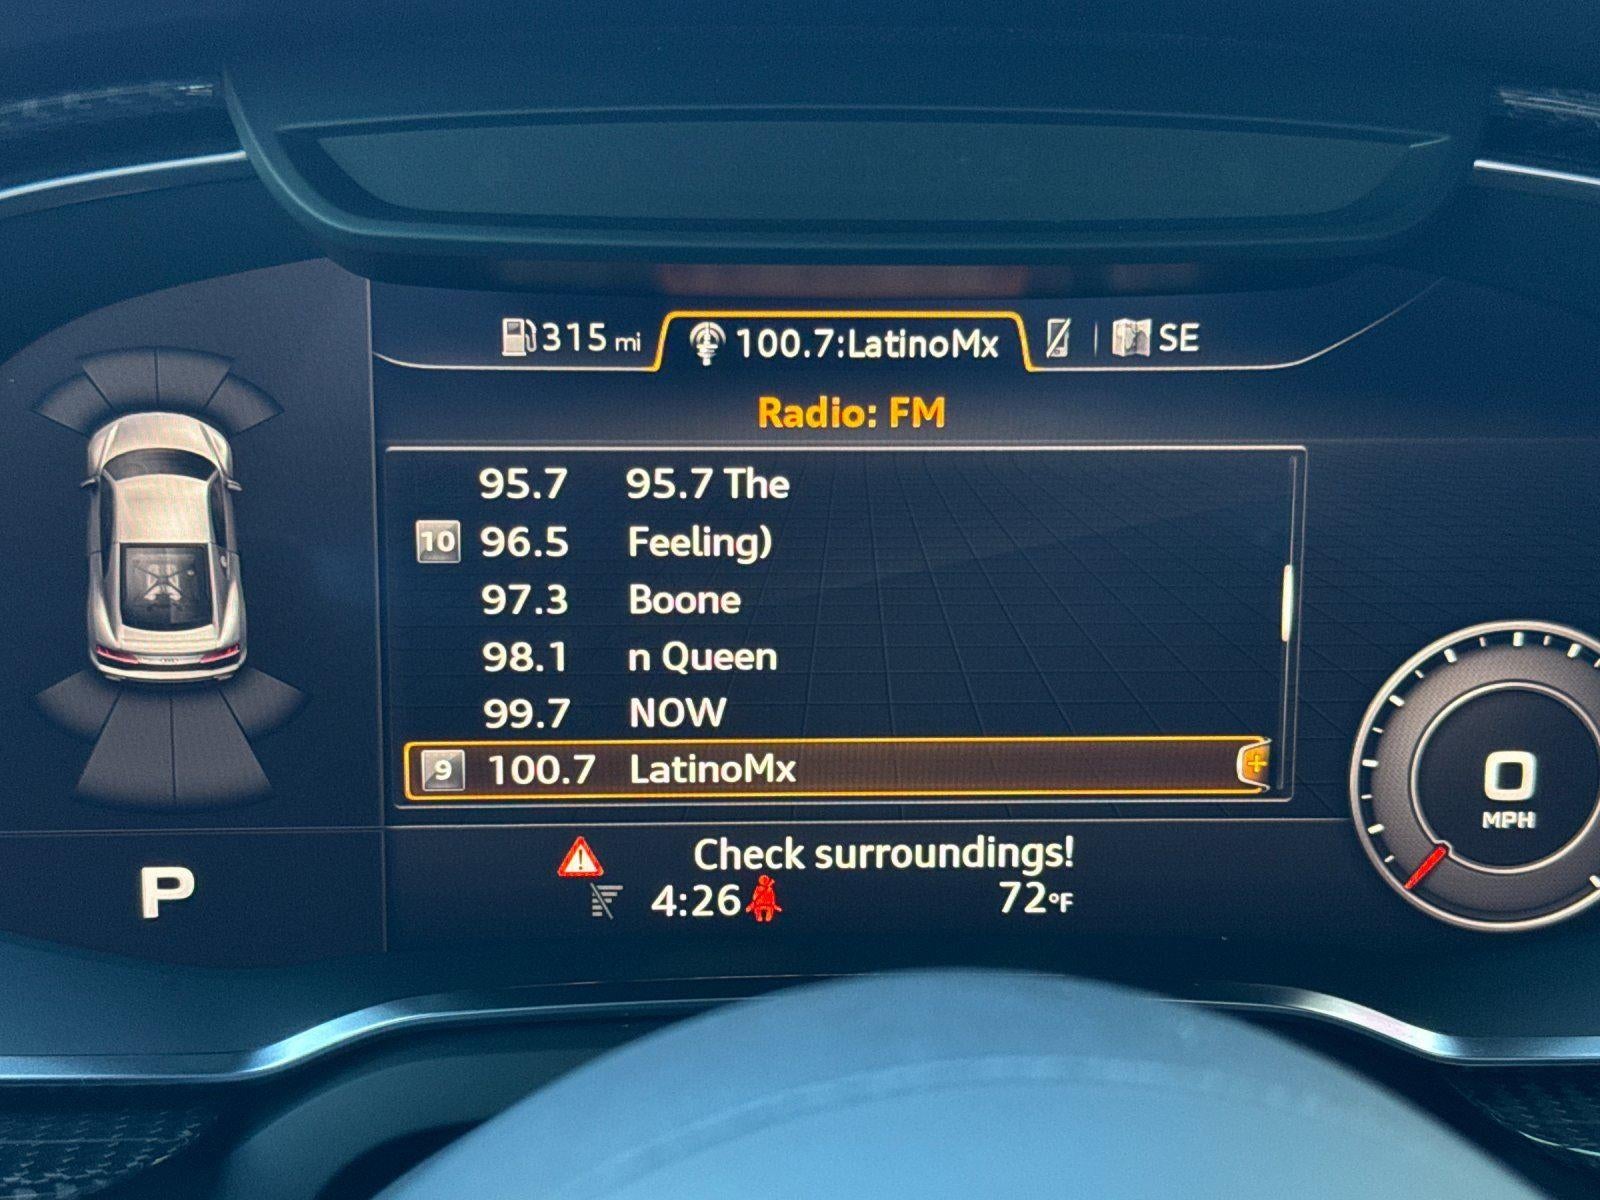 315 mi 100.7:LatinoMx SE
Radio: FM
95.7 95.7 The
10 96.5 Feeling)
97.3 Boone
98.1 n Queen
99.7 NOW
9 100.7 LatinoMx +
0
MPH
Check surroundings!
4:26 72°F
P